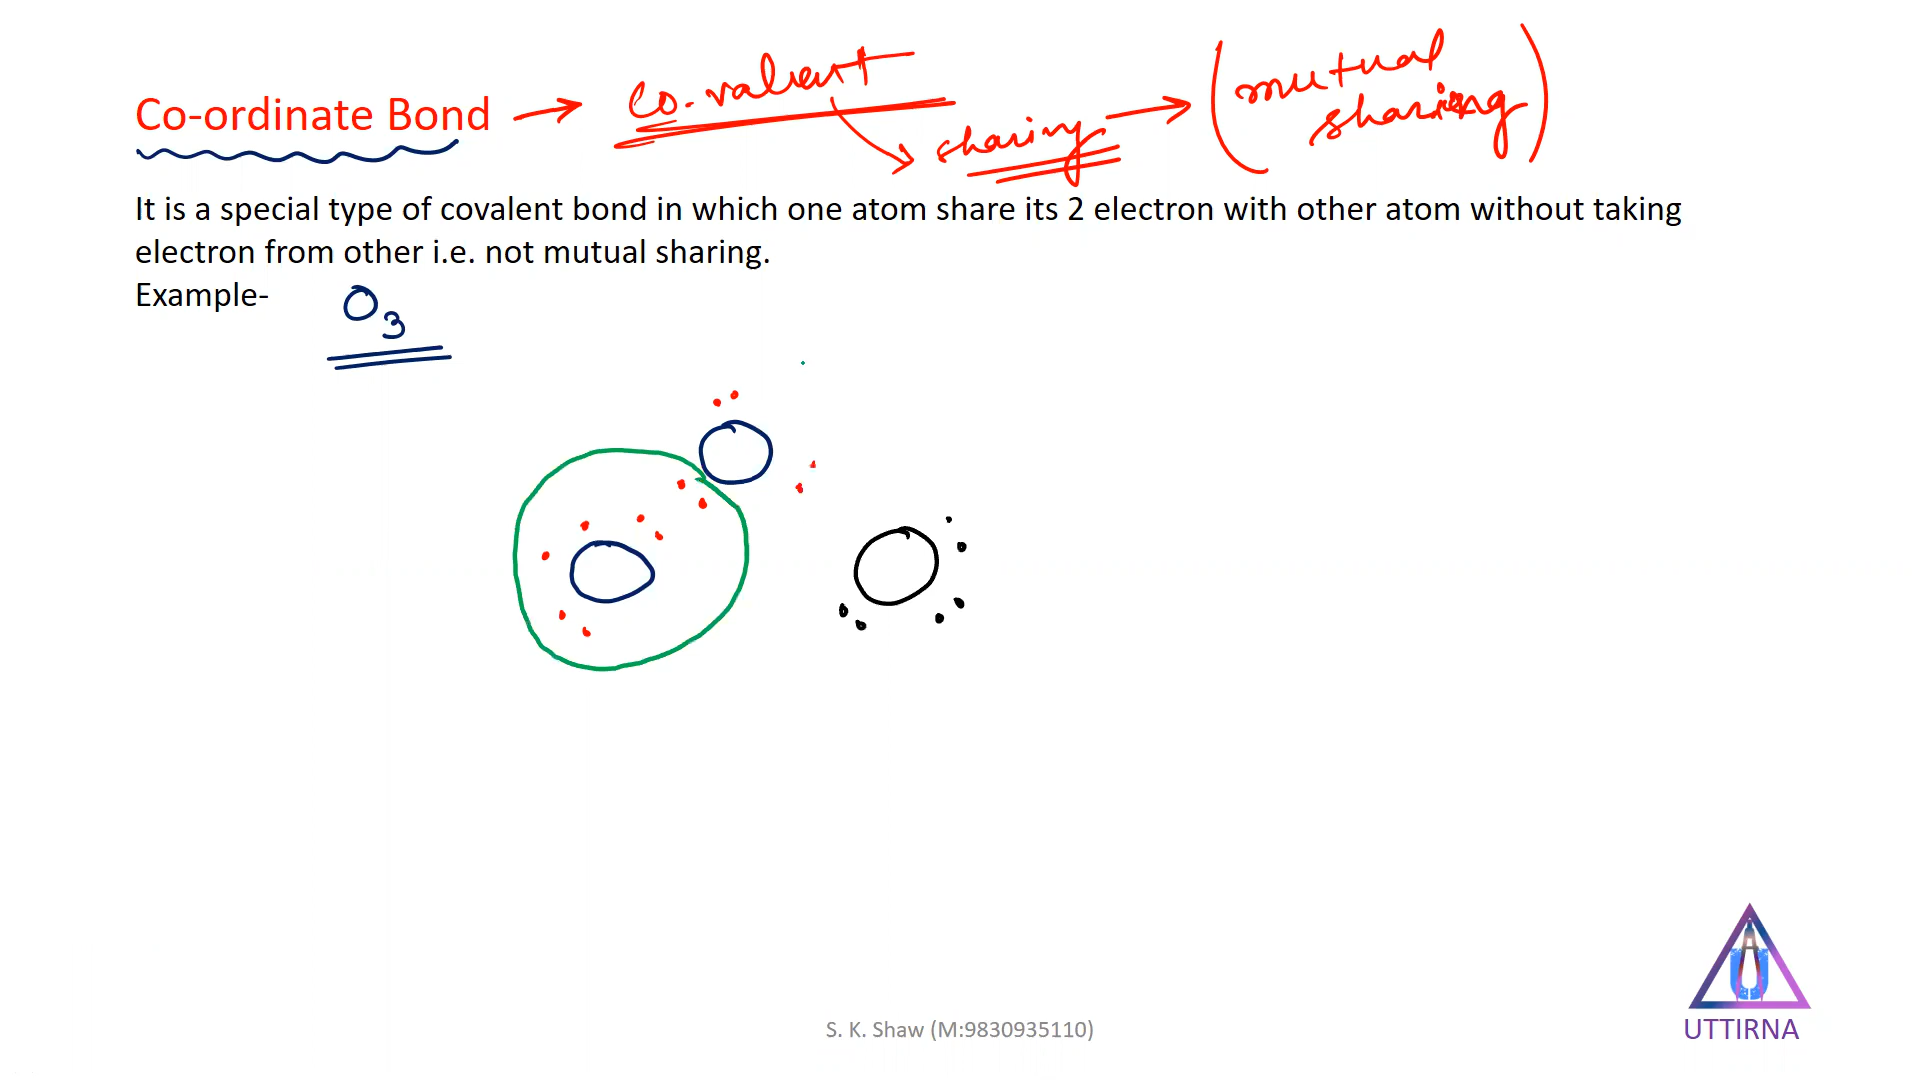 Co-ordinate Bond → co-valent → sharing → (mutual sharing)
It is a special type of covalent bond in which one atom share its 2 electron with other atom without taking
electron from other i.e. not mutual sharing.
Example- O3
S. K. Shaw (M:9830935110)
UTTIRNA